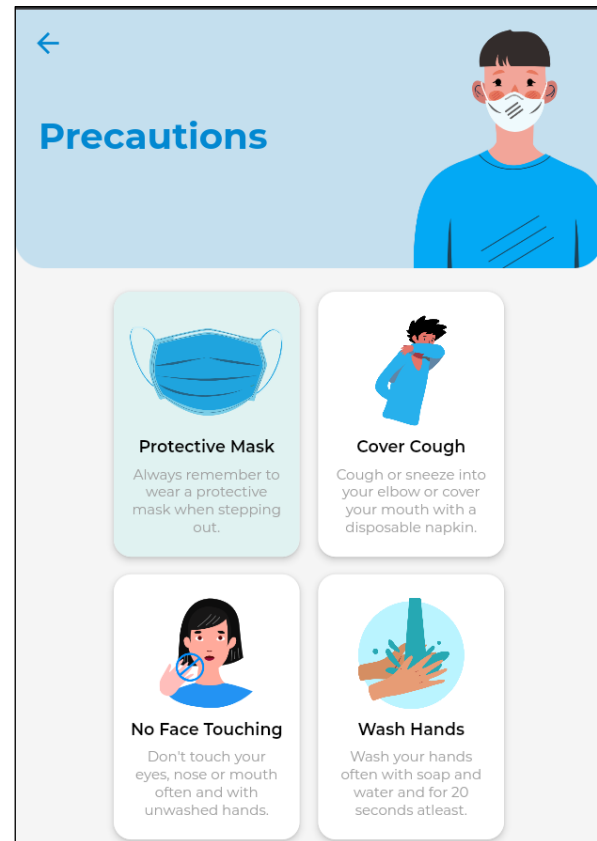 Precautions
Protective Mask
Always remember to
wear a protective
mask when stepping
out.
Cover Cough
Cough or sneeze into
your elbow or cover
your mouth with a
disposable napkin.
No Face Touching
Don't touch your
eyes, nose or mouth
often and with
unwashed hands.
Wash Hands
Wash your hands
often with soap and
water and for 20
seconds atleast.